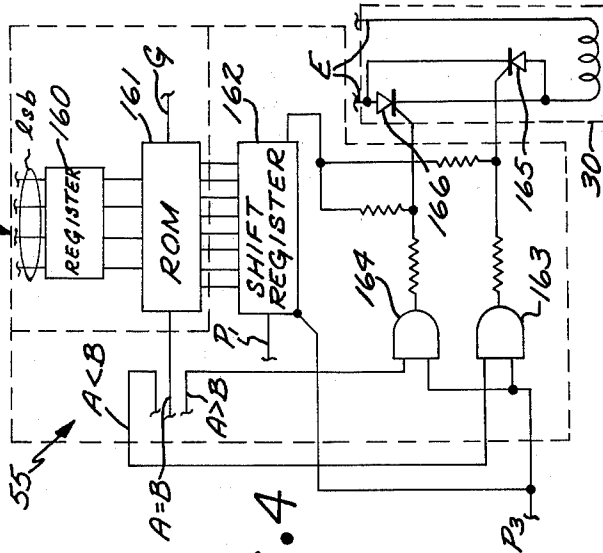 lsb
160
REGISTER
161
ROM
G
162
SHIFT
REGISTER
P1
A<B
A=B
A>B
55
164
163
166
165
E
30
P3
4